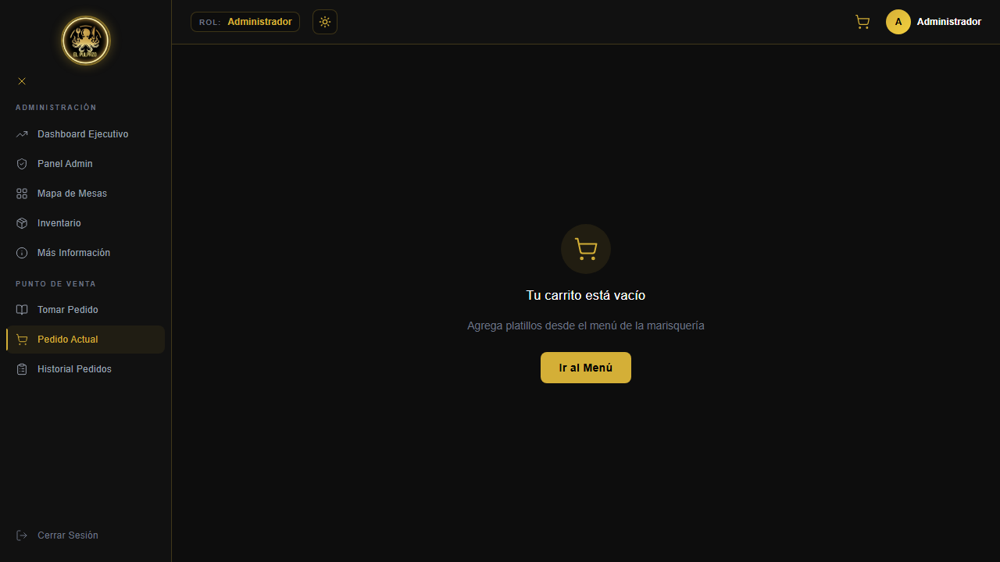 EL PULPAZO
ROL: Administrador
A Administrador
ADMINISTRACIÓN
Dashboard Ejecutivo
Panel Admin
Mapa de Mesas
Inventario
Más Información
PUNTO DE VENTA
Tomar Pedido
Pedido Actual
Historial Pedidos
Cerrar Sesión
Tu carrito está vacío
Agrega platillos desde el menú de la marisquería
Ir al Menú